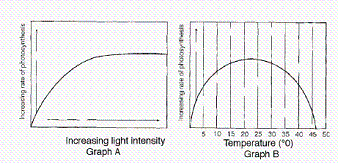 Increasing rate of photosynthesis
Increasing light intensity
Graph A
Increasing rate of photosynthesis
5 10 15 20 25 30 35 40 45 50
Temperature (°0)
Graph B